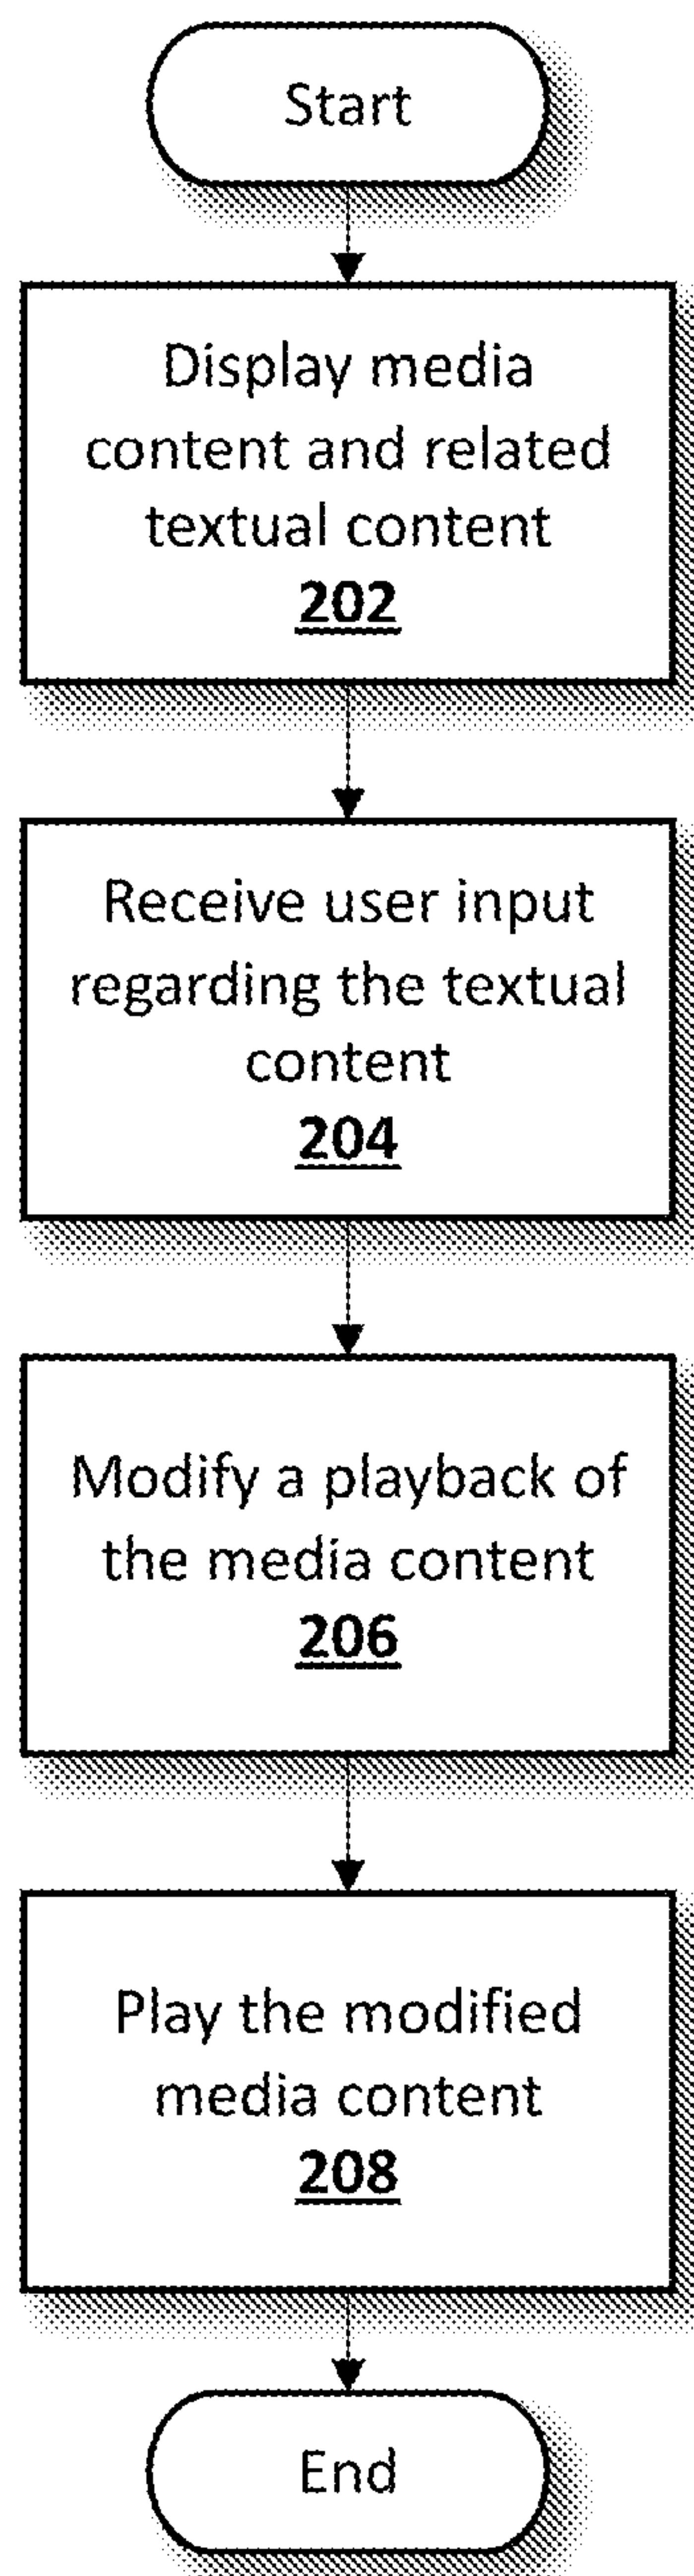 Start
Display media
content and related
textual content
202
Receive user input
regarding the textual
content
204
Modify a playback of
the media content
206
Play the modified
media content
208
End